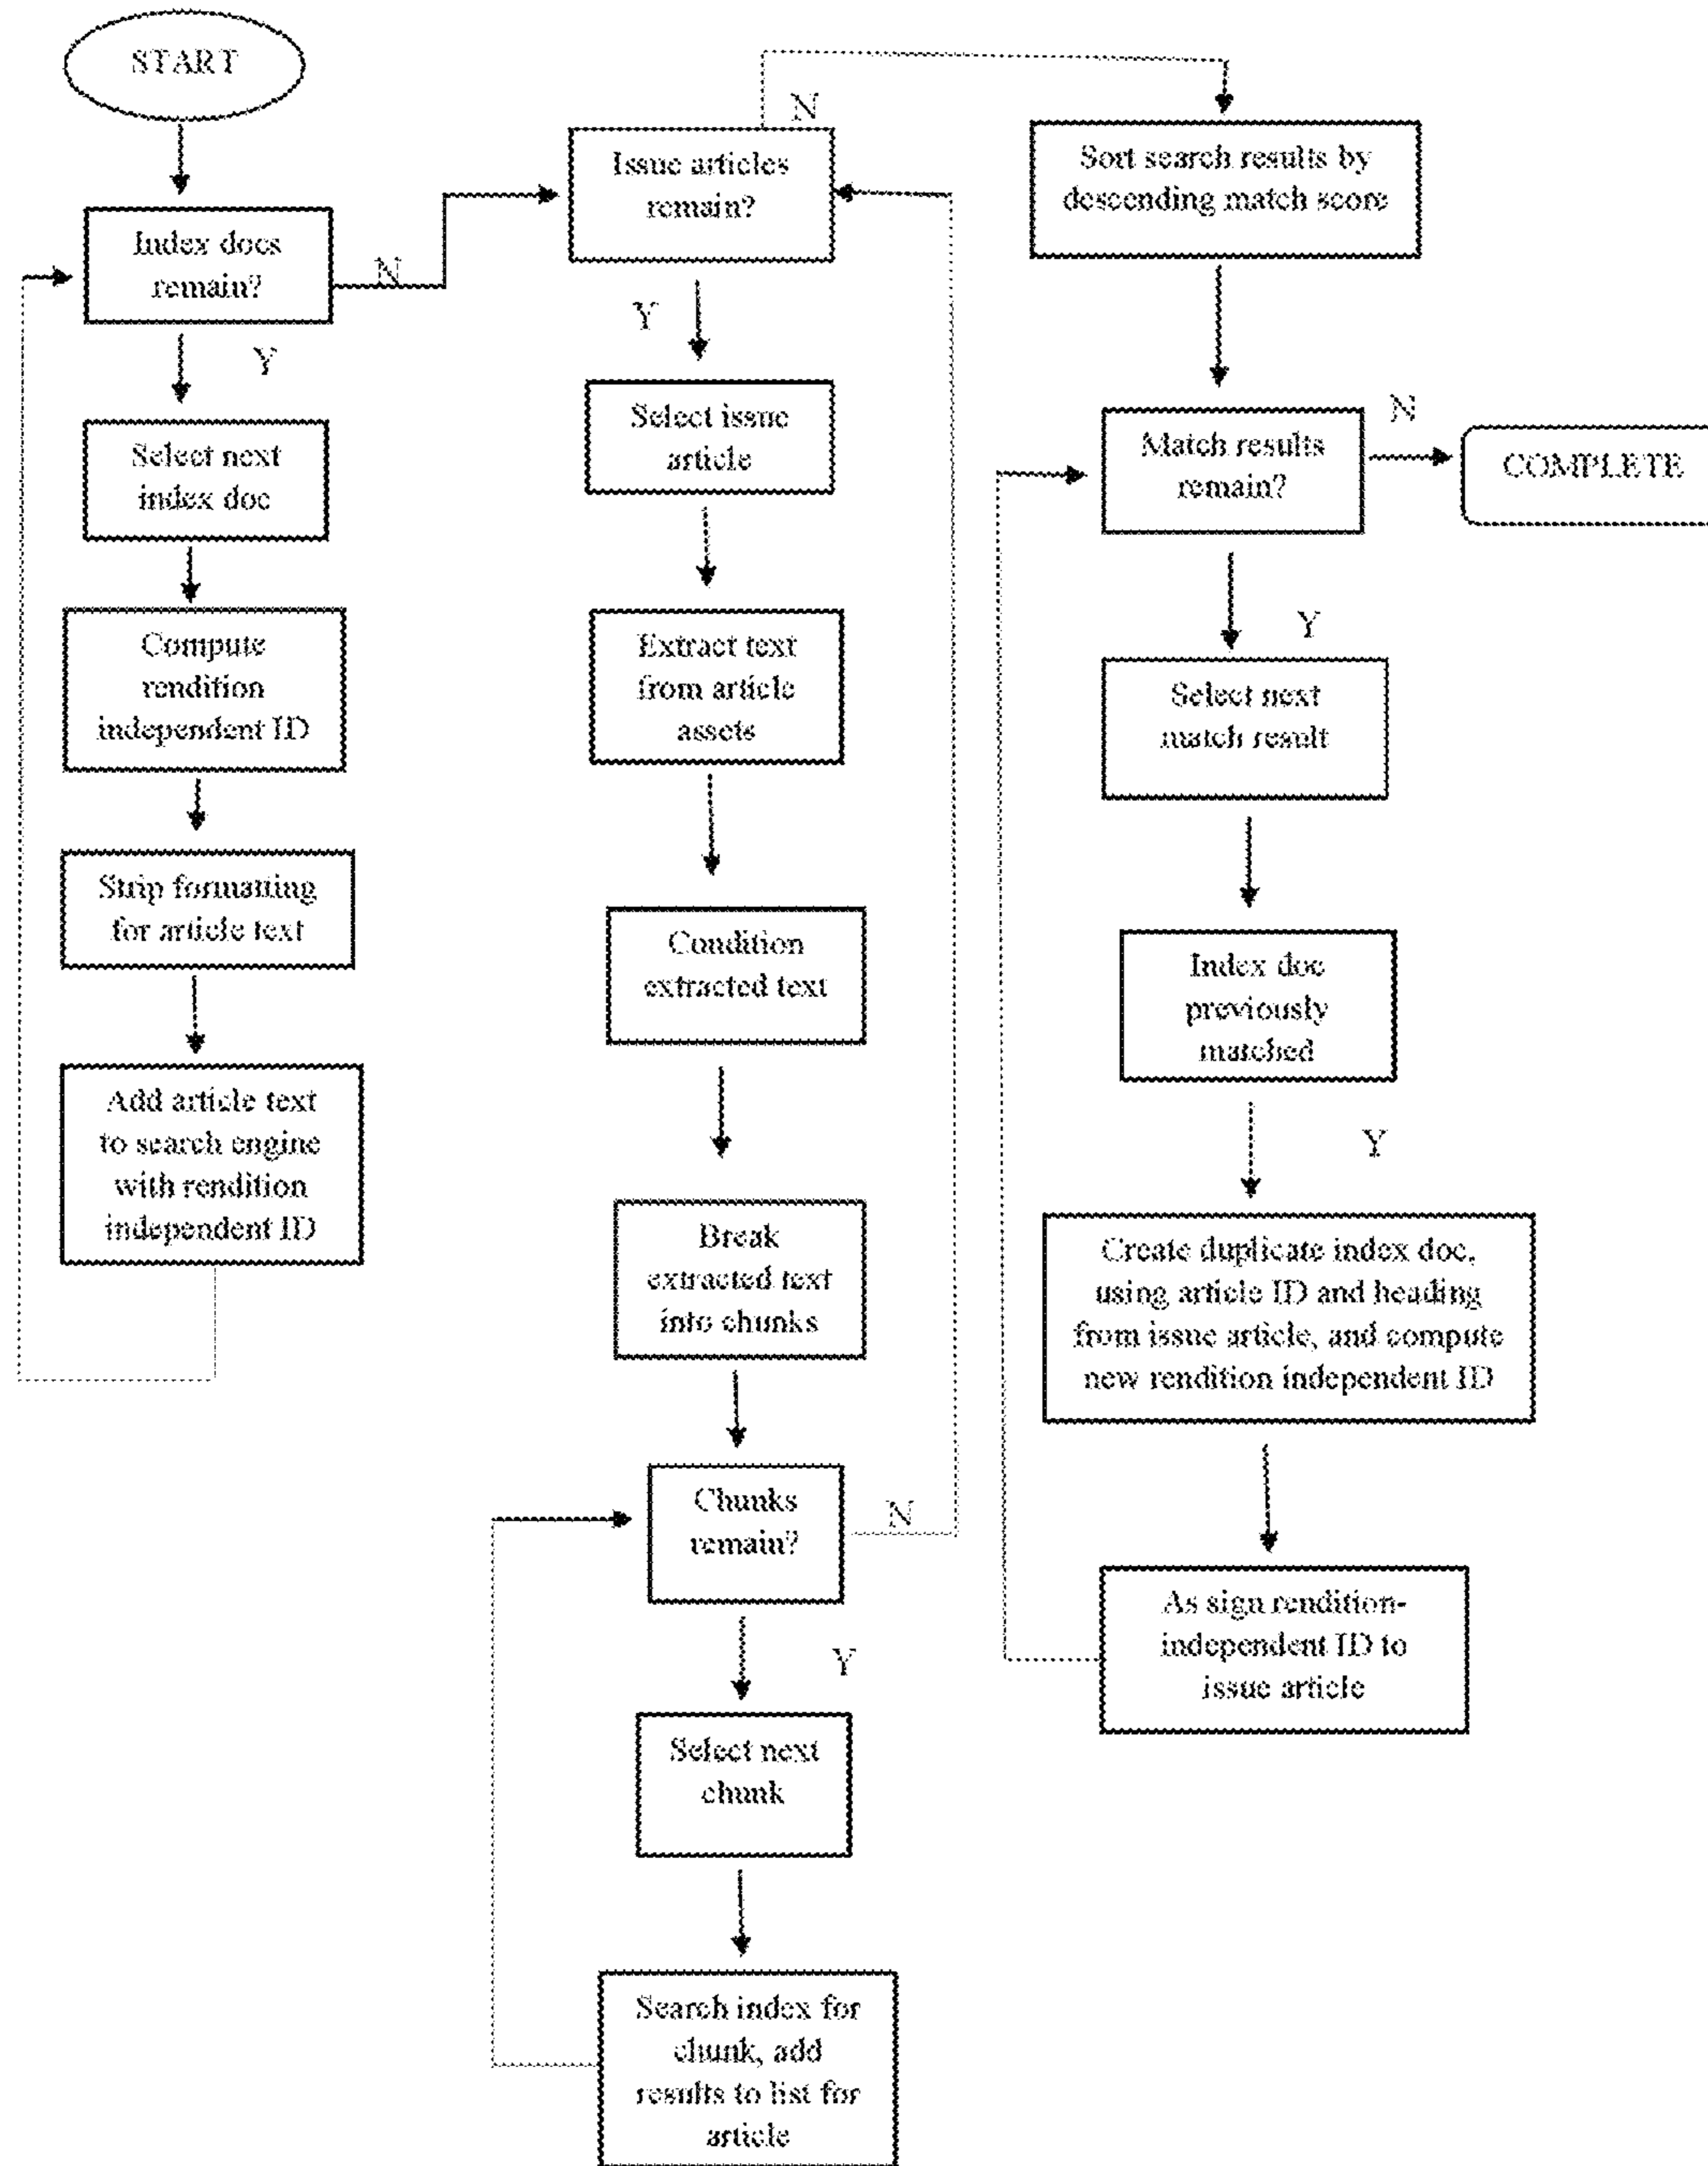 START
Index docs
remain?
N
Y
Select next
index doc
Compute
rendition
independent ID
Strip formatting
for article text
Add article text
to search engine
with rendition
independent ID
Issue articles
remain?
N
Y
Select issue
article
Extract text
from article
assets
Condition
extracted text
Break
extracted text
into chunks
Chunks
remain?
N
Y
Select next
chunk
Search index for
chunk, add
results to list for
article
Sort search results by
descending match score
Match results
remain?
N
COMPLETE
Y
Select next
match result
Index doc
previously
matched
Y
Create duplicate index doc,
using article ID and heading
from issue article, and compute
new rendition independent ID
As sign rendition-
independent ID to
issue article